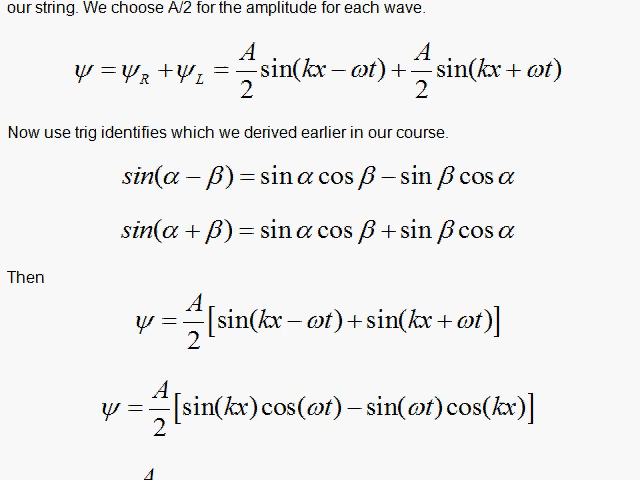 our string. We choose A/2 for the amplitude for each wave.
ψ = ψ_R + ψ_L = A/2 sin(kx − ωt) + A/2 sin(kx + ωt)
Now use trig identifies which we derived earlier in our course.
sin(α − β) = sin α cos β − sin β cos α
sin(α + β) = sin α cos β + sin β cos α
Then
ψ = A/2 [sin(kx − ωt) + sin(kx + ωt)]
ψ = A/2 [sin(kx) cos(ωt) − sin(ωt) cos(kx)]